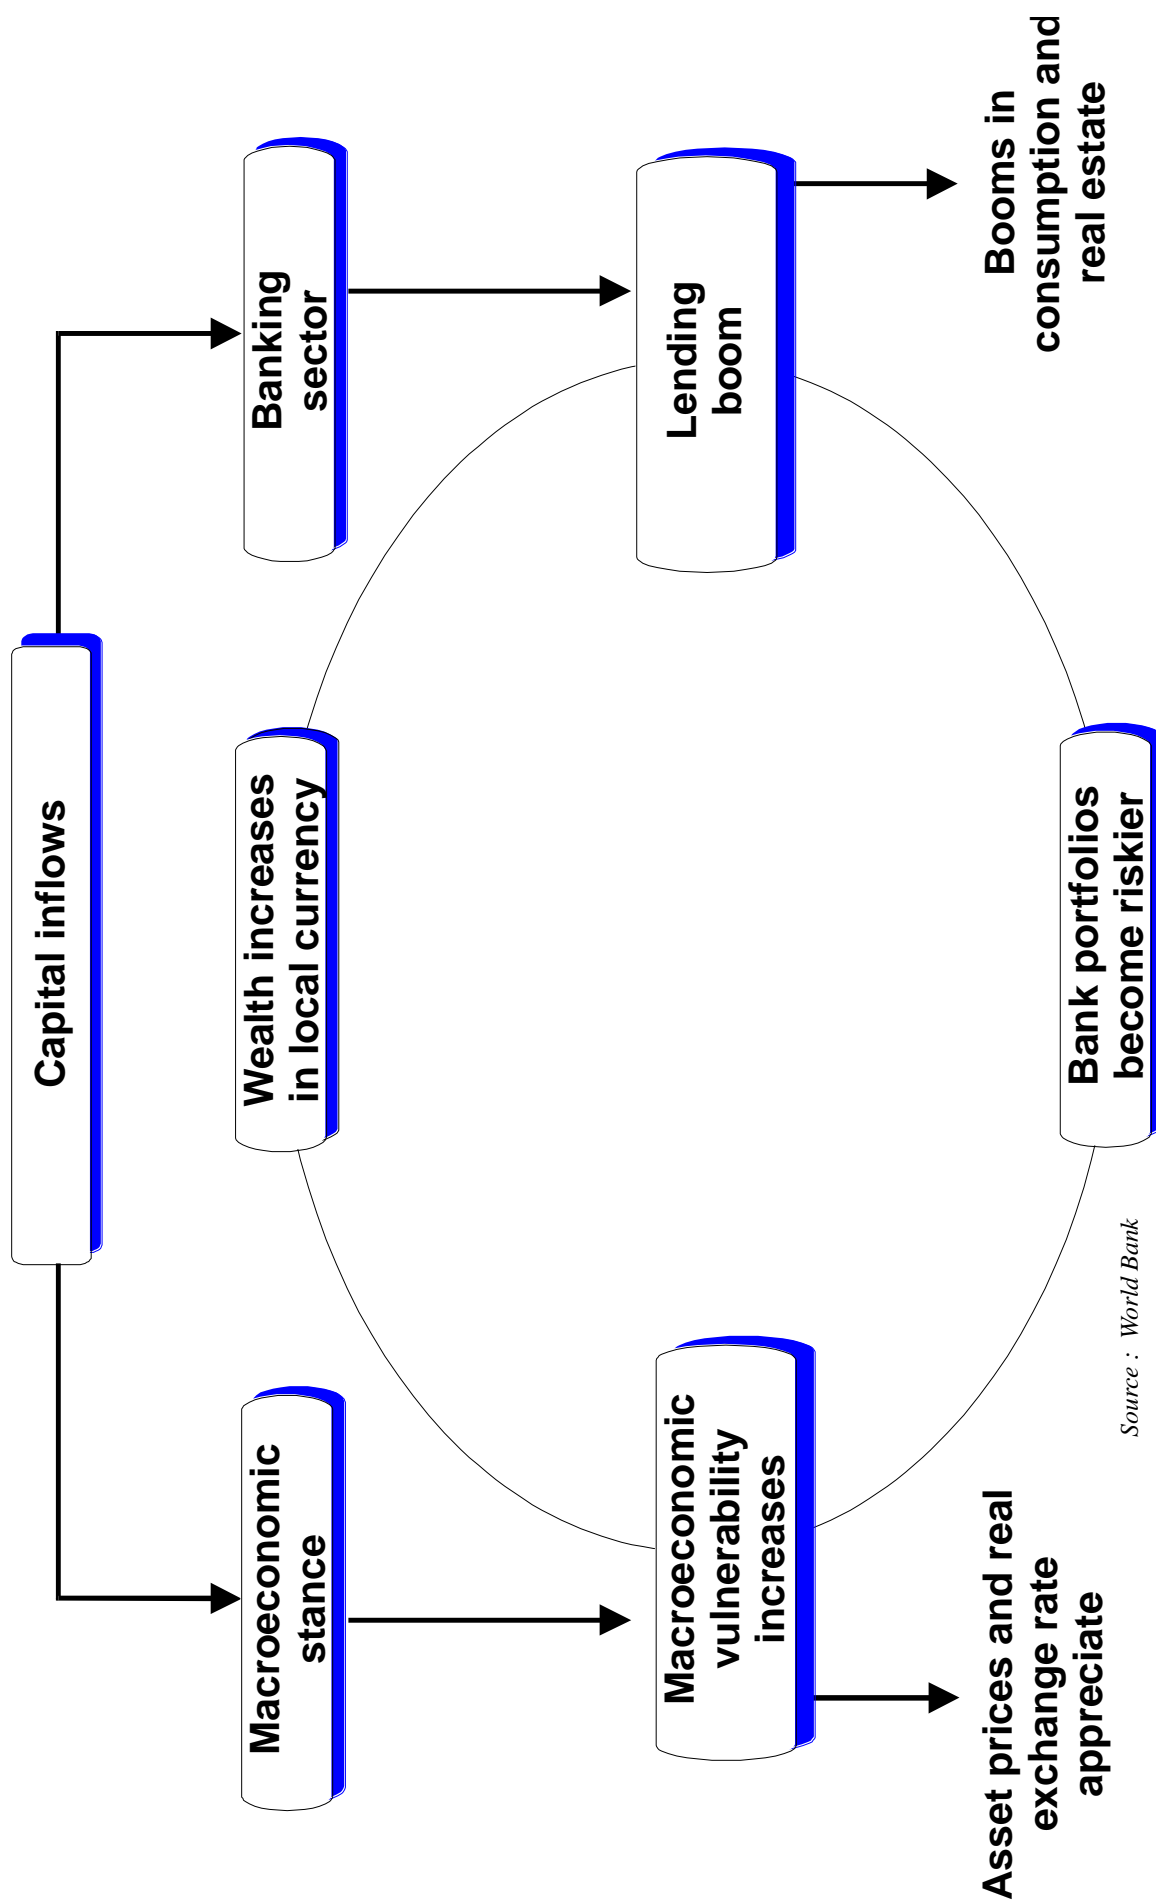 Capital inflows
Macroeconomic
stance
Wealth increases
in local currency
Banking
sector
Macroeconomic
vulnerability
increases
Lending
boom
Asset prices and real
exchange rate
appreciate
Bank portfolios
become riskier
Booms in
consumption and
real estate
Source : World Bank